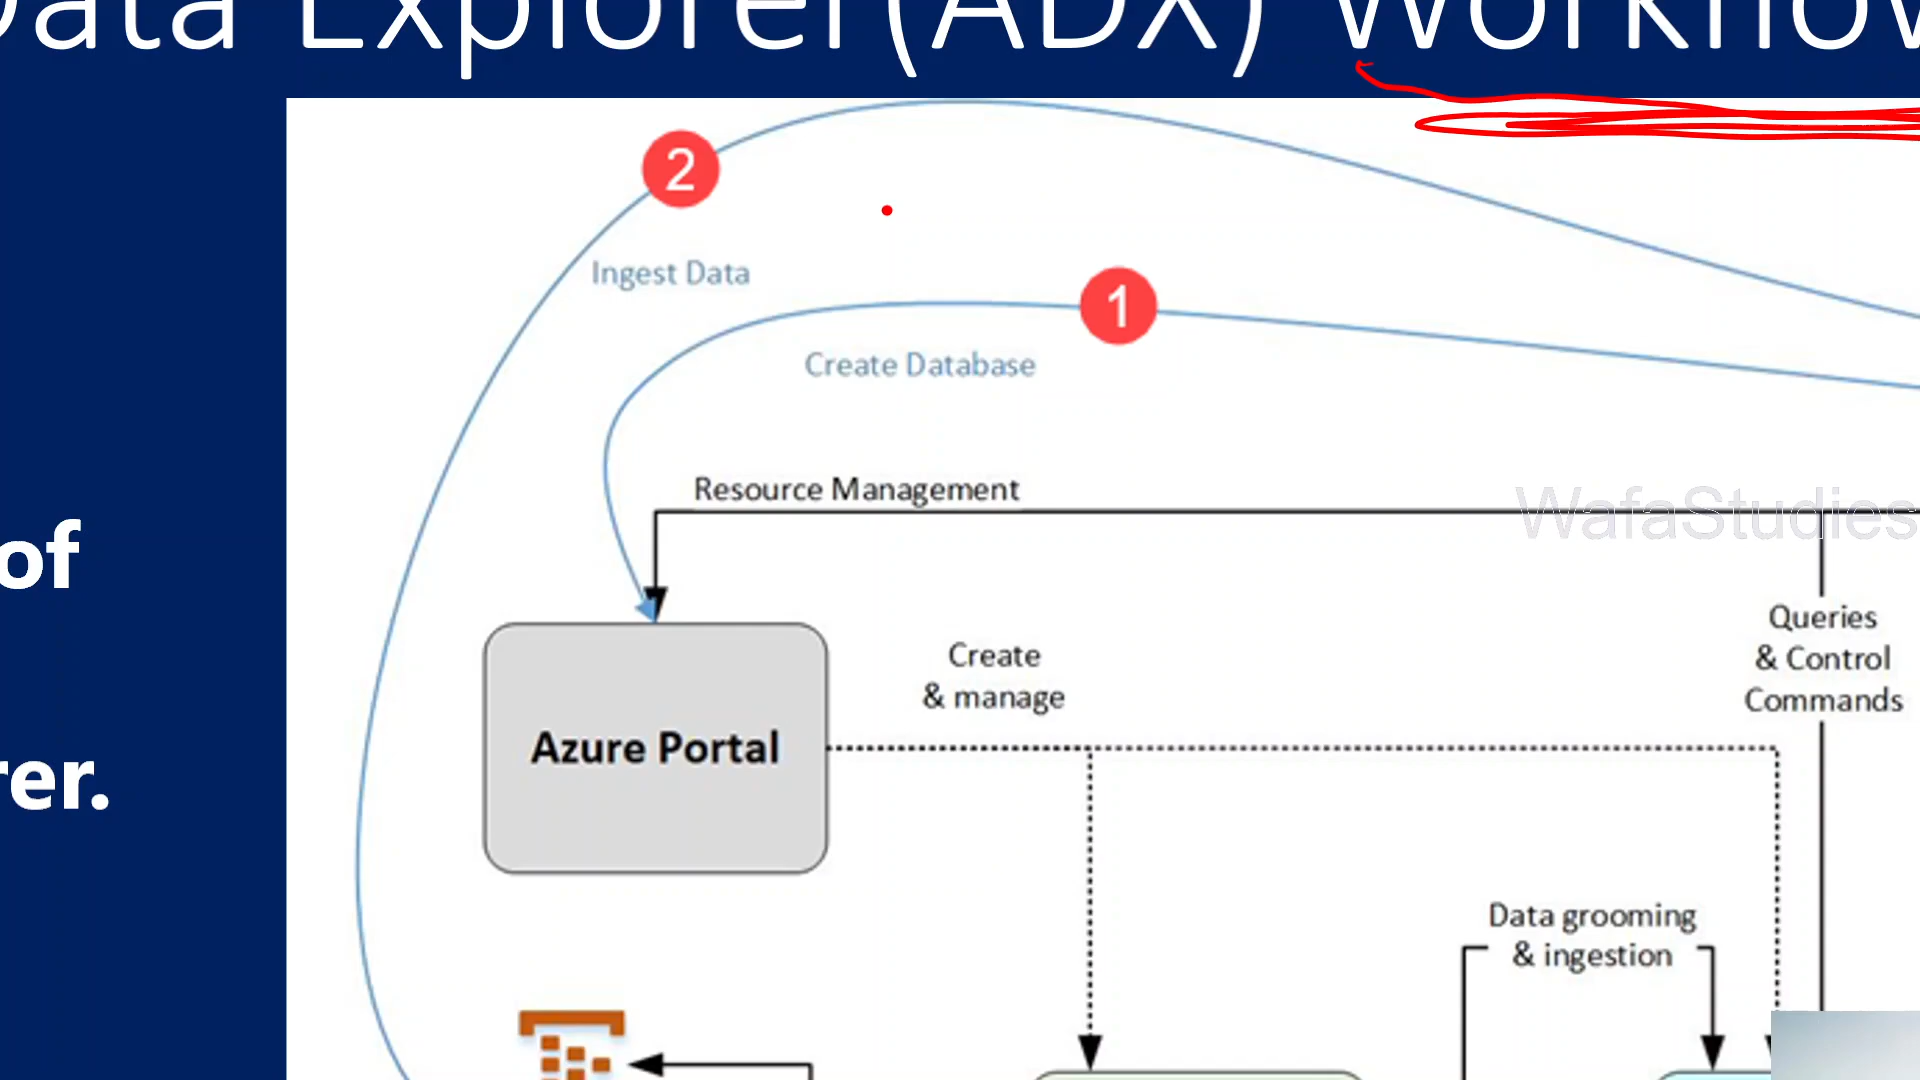 Data Explorer (ADX) Workflow
2
Ingest Data
1
Create Database
Resource Management
WafaStudies
of
Queries
& Control
Commands
Create
& manage
Azure Portal
rer.
Data grooming
& ingestion